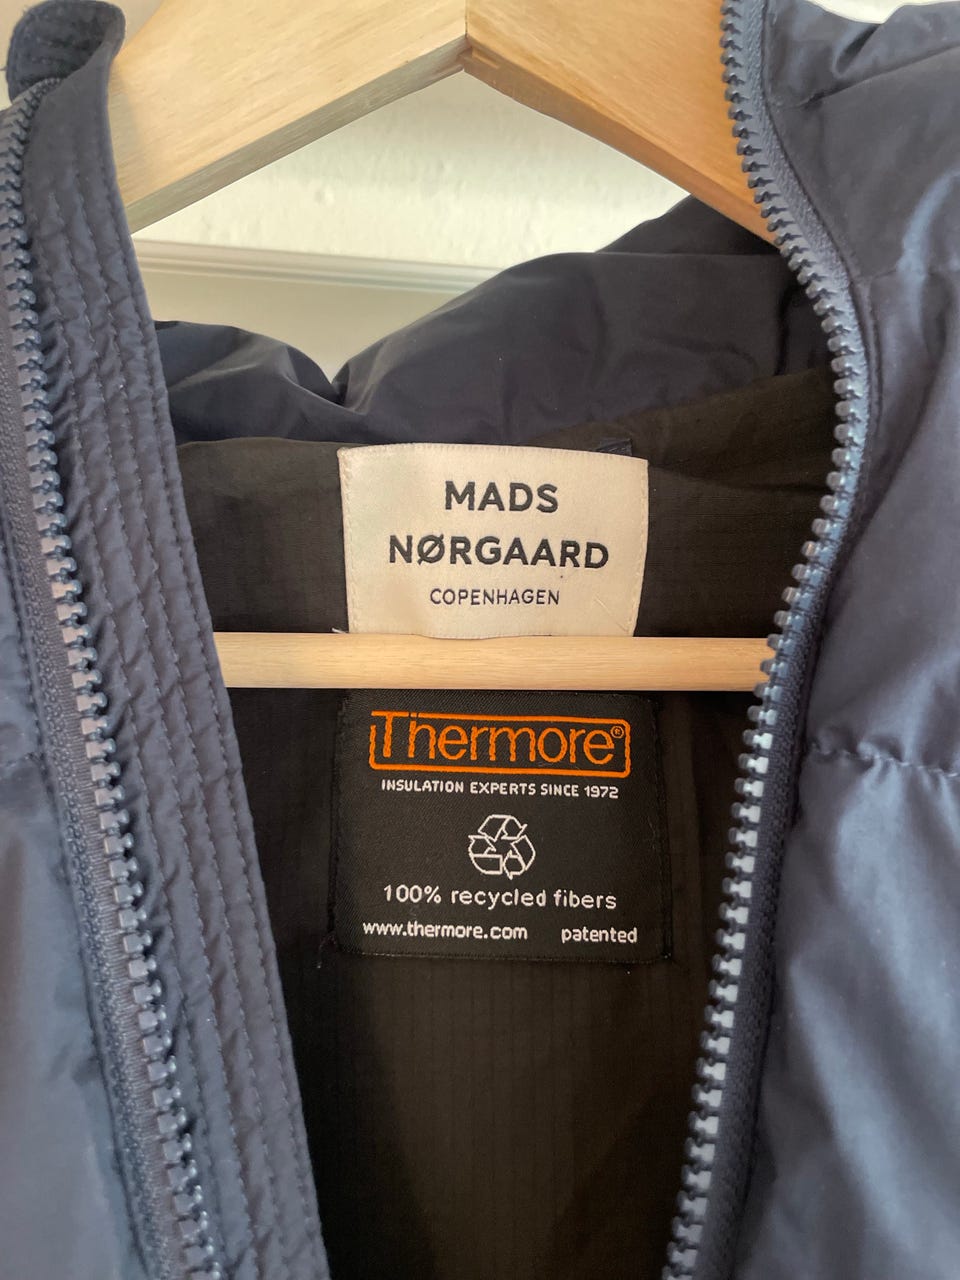 MADS
NØRGAARD
COPENHAGEN
Thermore®
INSULATION EXPERTS SINCE 1972
100% recycled fibers
www.thermore.com patented